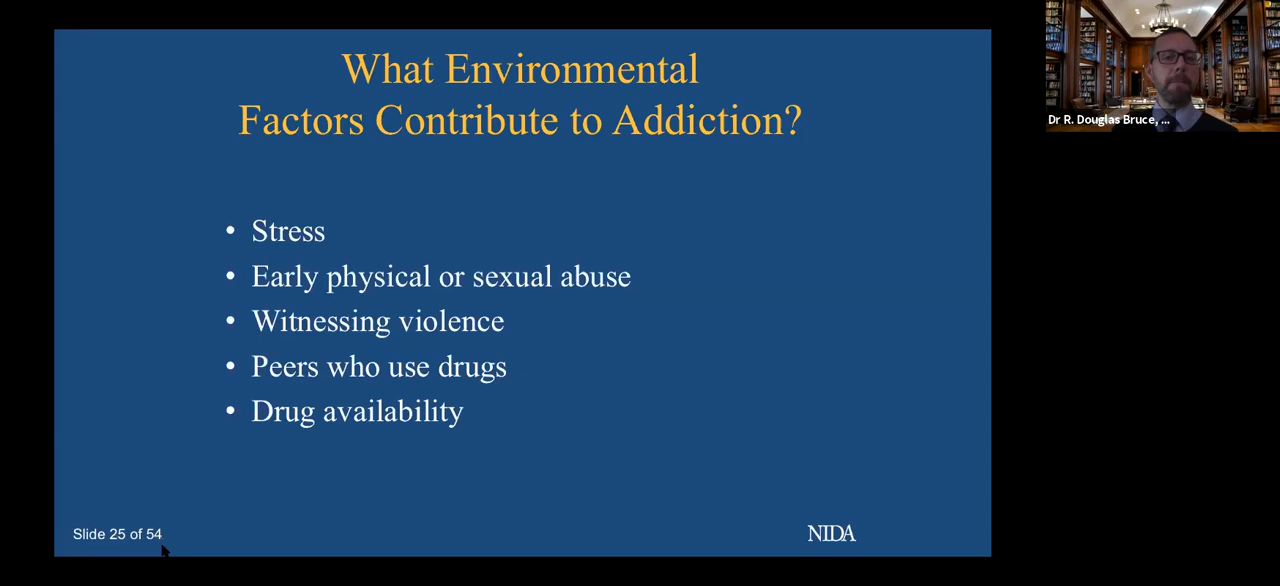 What Environmental
Factors Contribute to Addiction?
• Stress
• Early physical or sexual abuse
• Witnessing violence
• Peers who use drugs
• Drug availability
Slide 25 of 54
NIDA
Dr R. Douglas Bruce, ...